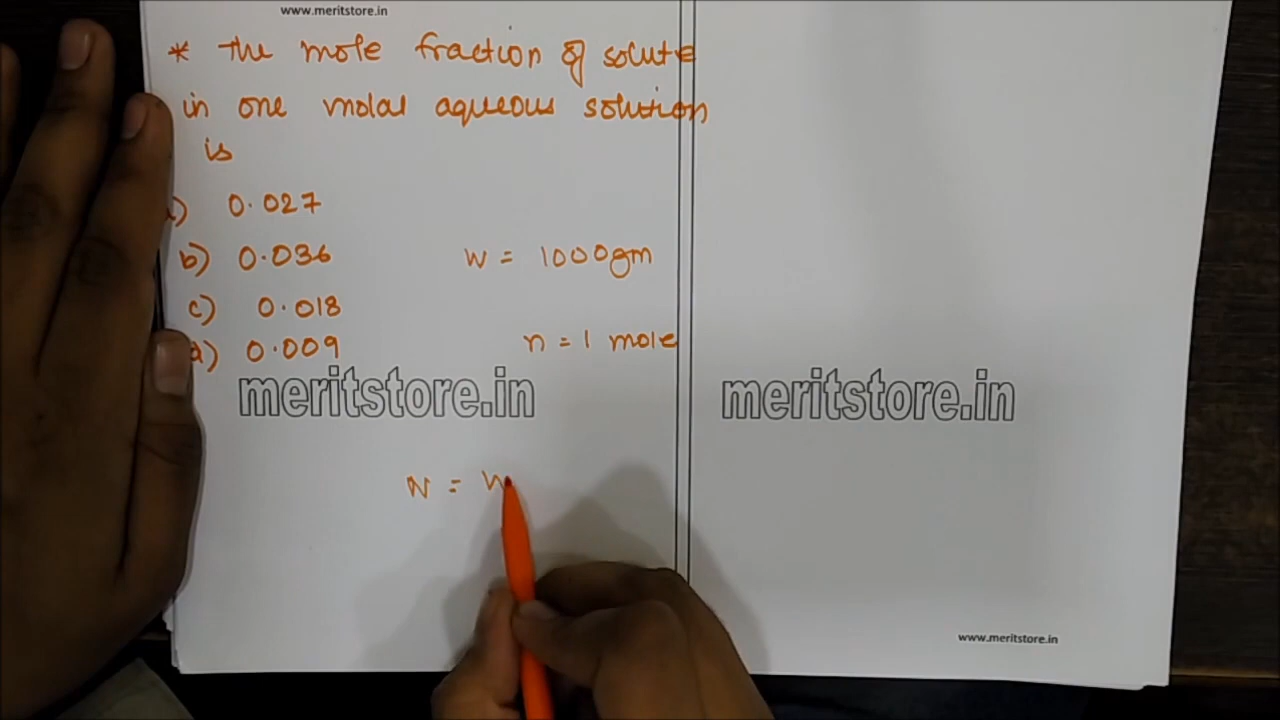 www.meritstore.in
* The mole fraction of solute
in one molal aqueous solution
is
a) 0.027
b) 0.036
c) 0.018
d) 0.009
W = 1000gm
n = 1 mole
meritstore.in
meritstore.in
N = W
www.meritstore.in